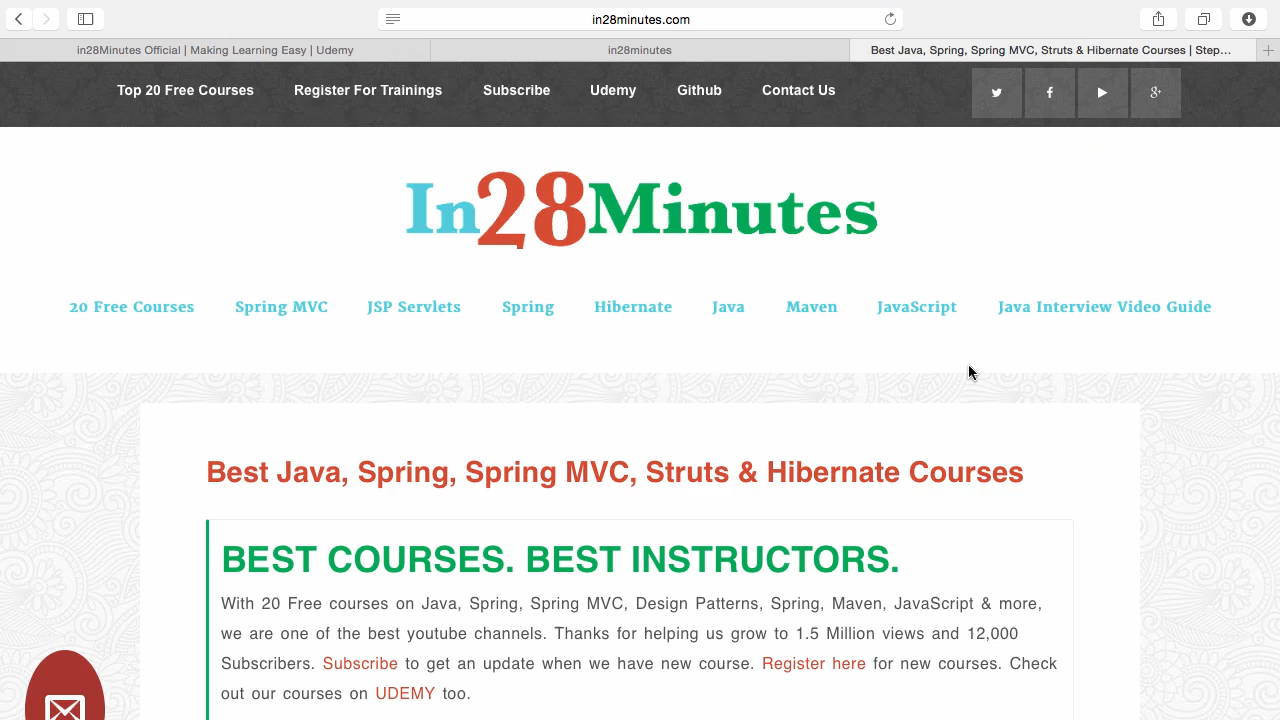 in28minutes.com
in28Minutes Official | Making Learning Easy | Udemy
in28minutes
Best Java, Spring, Spring MVC, Struts & Hibernate Courses | Step...
Top 20 Free Courses
Register For Trainings
Subscribe
Udemy
Github
Contact Us
In28Minutes
20 Free Courses
Spring MVC
JSP Servlets
Spring
Hibernate
Java
Maven
JavaScript
Java Interview Video Guide
Best Java, Spring, Spring MVC, Struts & Hibernate Courses
BEST COURSES. BEST INSTRUCTORS.
With 20 Free courses on Java, Spring, Spring MVC, Design Patterns, Spring, Maven, JavaScript & more,
we are one of the best youtube channels. Thanks for helping us grow to 1.5 Million views and 12,000
Subscribers. Subscribe to get an update when we have new course. Register here for new courses. Check
out our courses on UDEMY too.